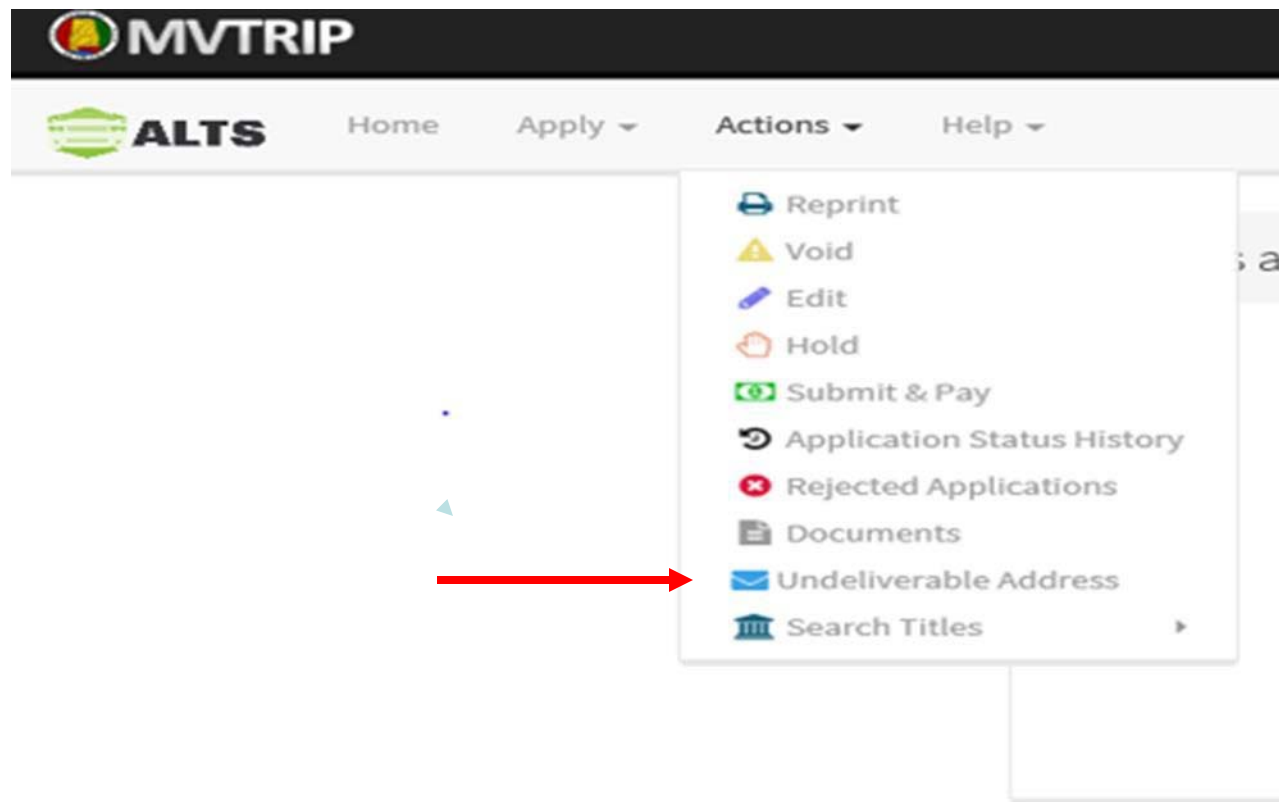 MVTRIP
ALTS Home Apply Actions Help
Reprint
Void
s a
Edit
Hold
Submit & Pay
Application Status History
Rejected Applications
Documents
Undeliverable Address
Search Titles